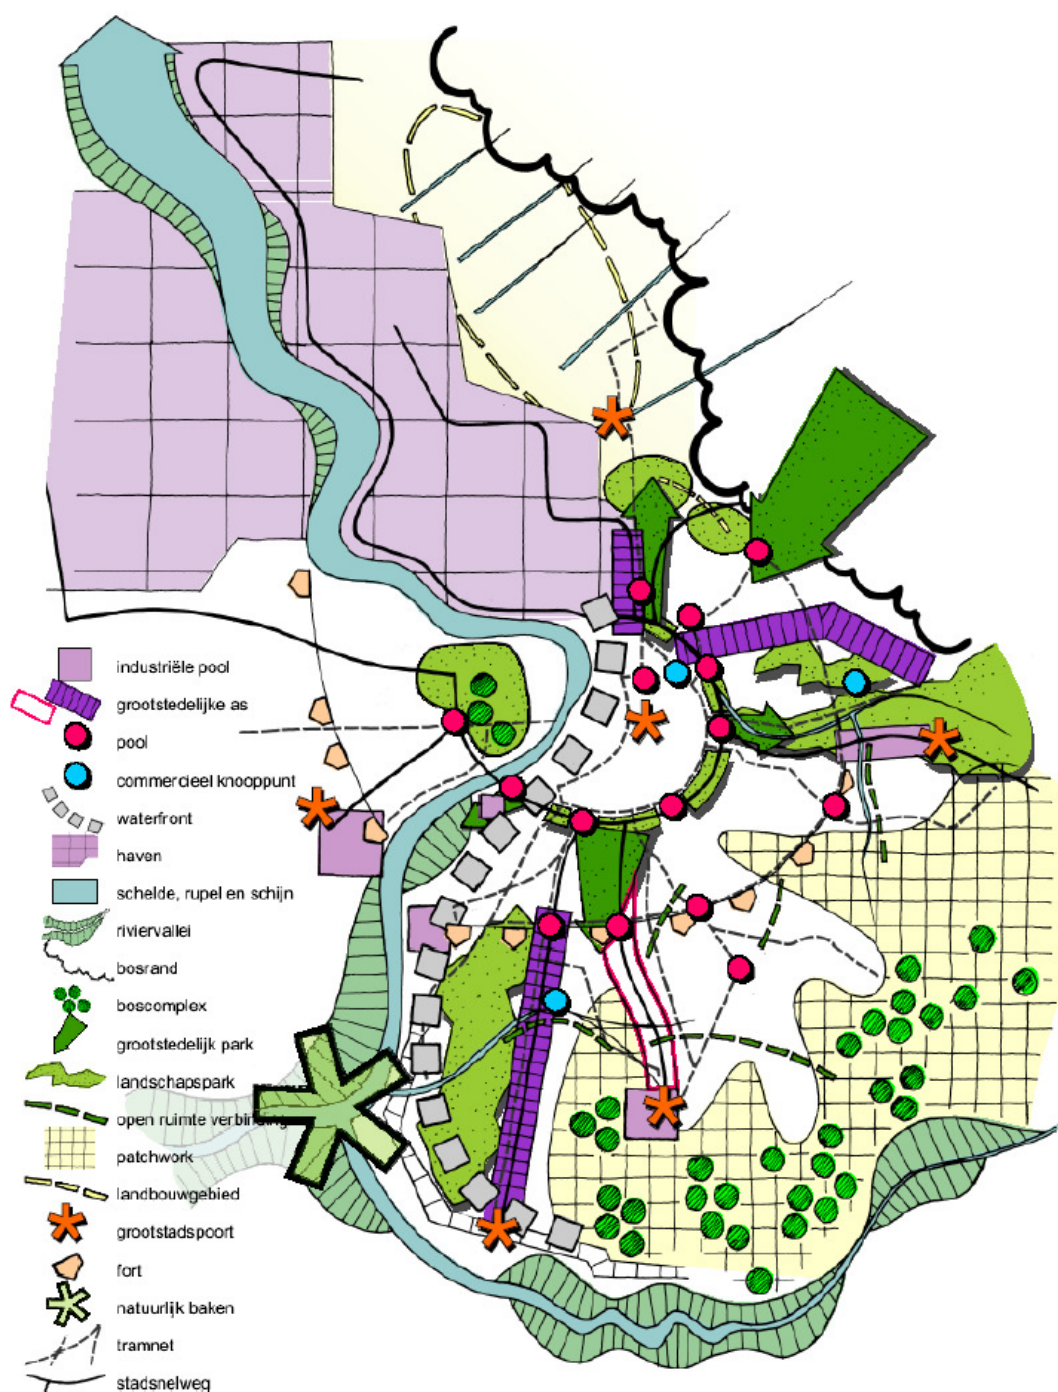 industriële pool
grootstedelijke as
pool
commercieel knooppunt
waterfront
haven
schelde, rupel en schijn
riviervallei
bosrand
boscomplex
grootstedelijk park
landschapspark
open ruimte verbinding
patchwork
landbouwgebied
grootstadspoort
fort
natuurlijk baken
tramnet
stadsnelweg